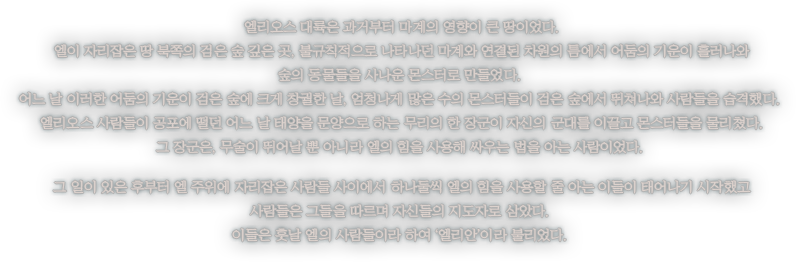 엘리오스 대륙은 과거부터 마계의 영향이 큰 땅이었다.
엘이 자리잡은 땅 북쪽의 검은 숲 깊은 곳, 불규칙적으로 나타나던 마계와 연결된 차원의 틈에서 어둠의 기운이 흘러나와
숲의 동물들을 사나운 몬스터로 만들었다.
어느 날 이러한 어둠의 기운이 검은 숲에 크게 창궐한 날, 엄청나게 많은 수의 몬스터들이 검은 숲에서 뛰쳐나와 사람들을 습격했다.
엘리오스 사람들이 공포에 떨던 어느 날 태양을 문양으로 하는 무리의 한 장군이 자신의 군대를 이끌고 몬스터들을 물리쳤다.
그 장군은, 무술이 뛰어날 뿐 아니라 엘의 힘을 사용해 싸우는 법을 아는 사람이었다.
그 일이 있은 후부터 엘 주위에 자리잡은 사람들 사이에서 하나둘씩 엘의 힘을 사용할 줄 아는 이들이 태어나기 시작했고
사람들은 그들을 따르며 자신들의 지도자로 삼았다.
이들은 훗날 엘의 사람들이라 하여 '엘리안'이라 불리었다.